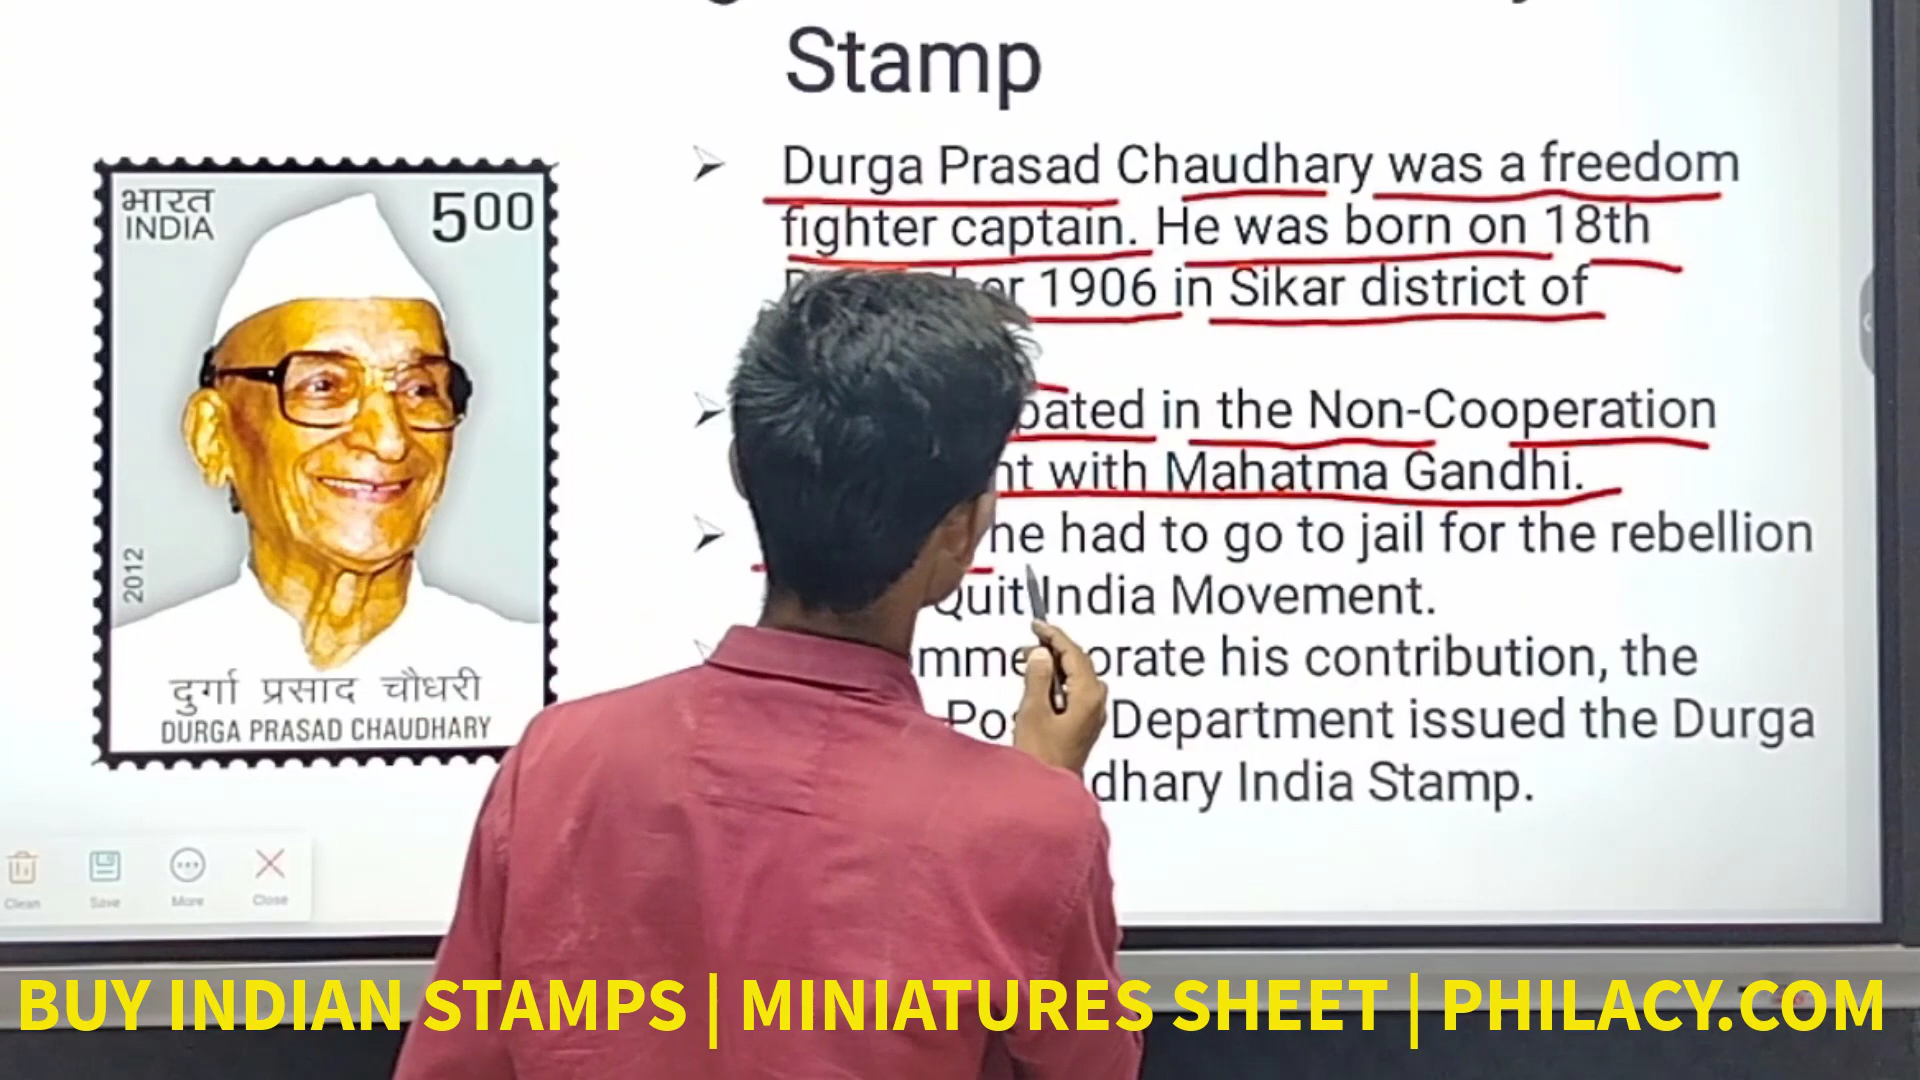 Stamp
Durga Prasad Chaudhary was a freedom
fighter captain. He was born on 18th
1906 in Sikar district of
in the Non-Cooperation
with Mahatma Gandhi.
he had to go to jail for the rebellion
Quit India Movement.
his contribution, the
Department issued the Durga
India Stamp.
भारत
INDIA
500
2012
दुर्गा प्रसाद चौधरी
DURGA PRASAD CHAUDHARY
Clean
Save
More
Close
BUY INDIAN STAMPS | MINIATURES SHEET | PHILACY.COM